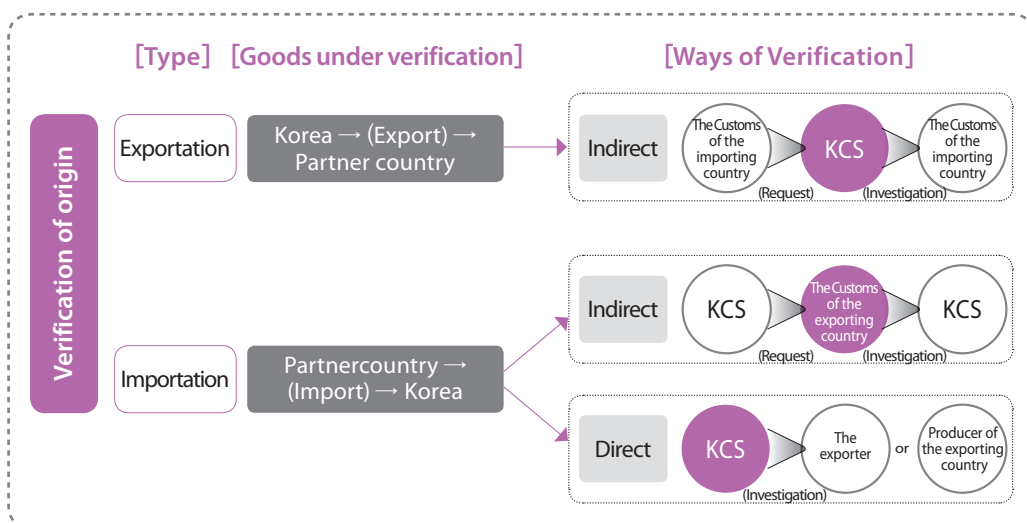 [Type] [Goods under verification] [Ways of Verification]
Verification of origin
Exportation
Korea → (Export) →
Partner country
Indirect
The Customs
of the
importing
country
(Request)
KCS
(Investigation)
The Customs
of the
importing
country
Importation
Partnercountry →
(Import) → Korea
Indirect
KCS
(Request)
The Customs
of the
exporting
country
(Investigation)
KCS
Direct
KCS
(Investigation)
The
exporter
or
Producer of
the exporting
country